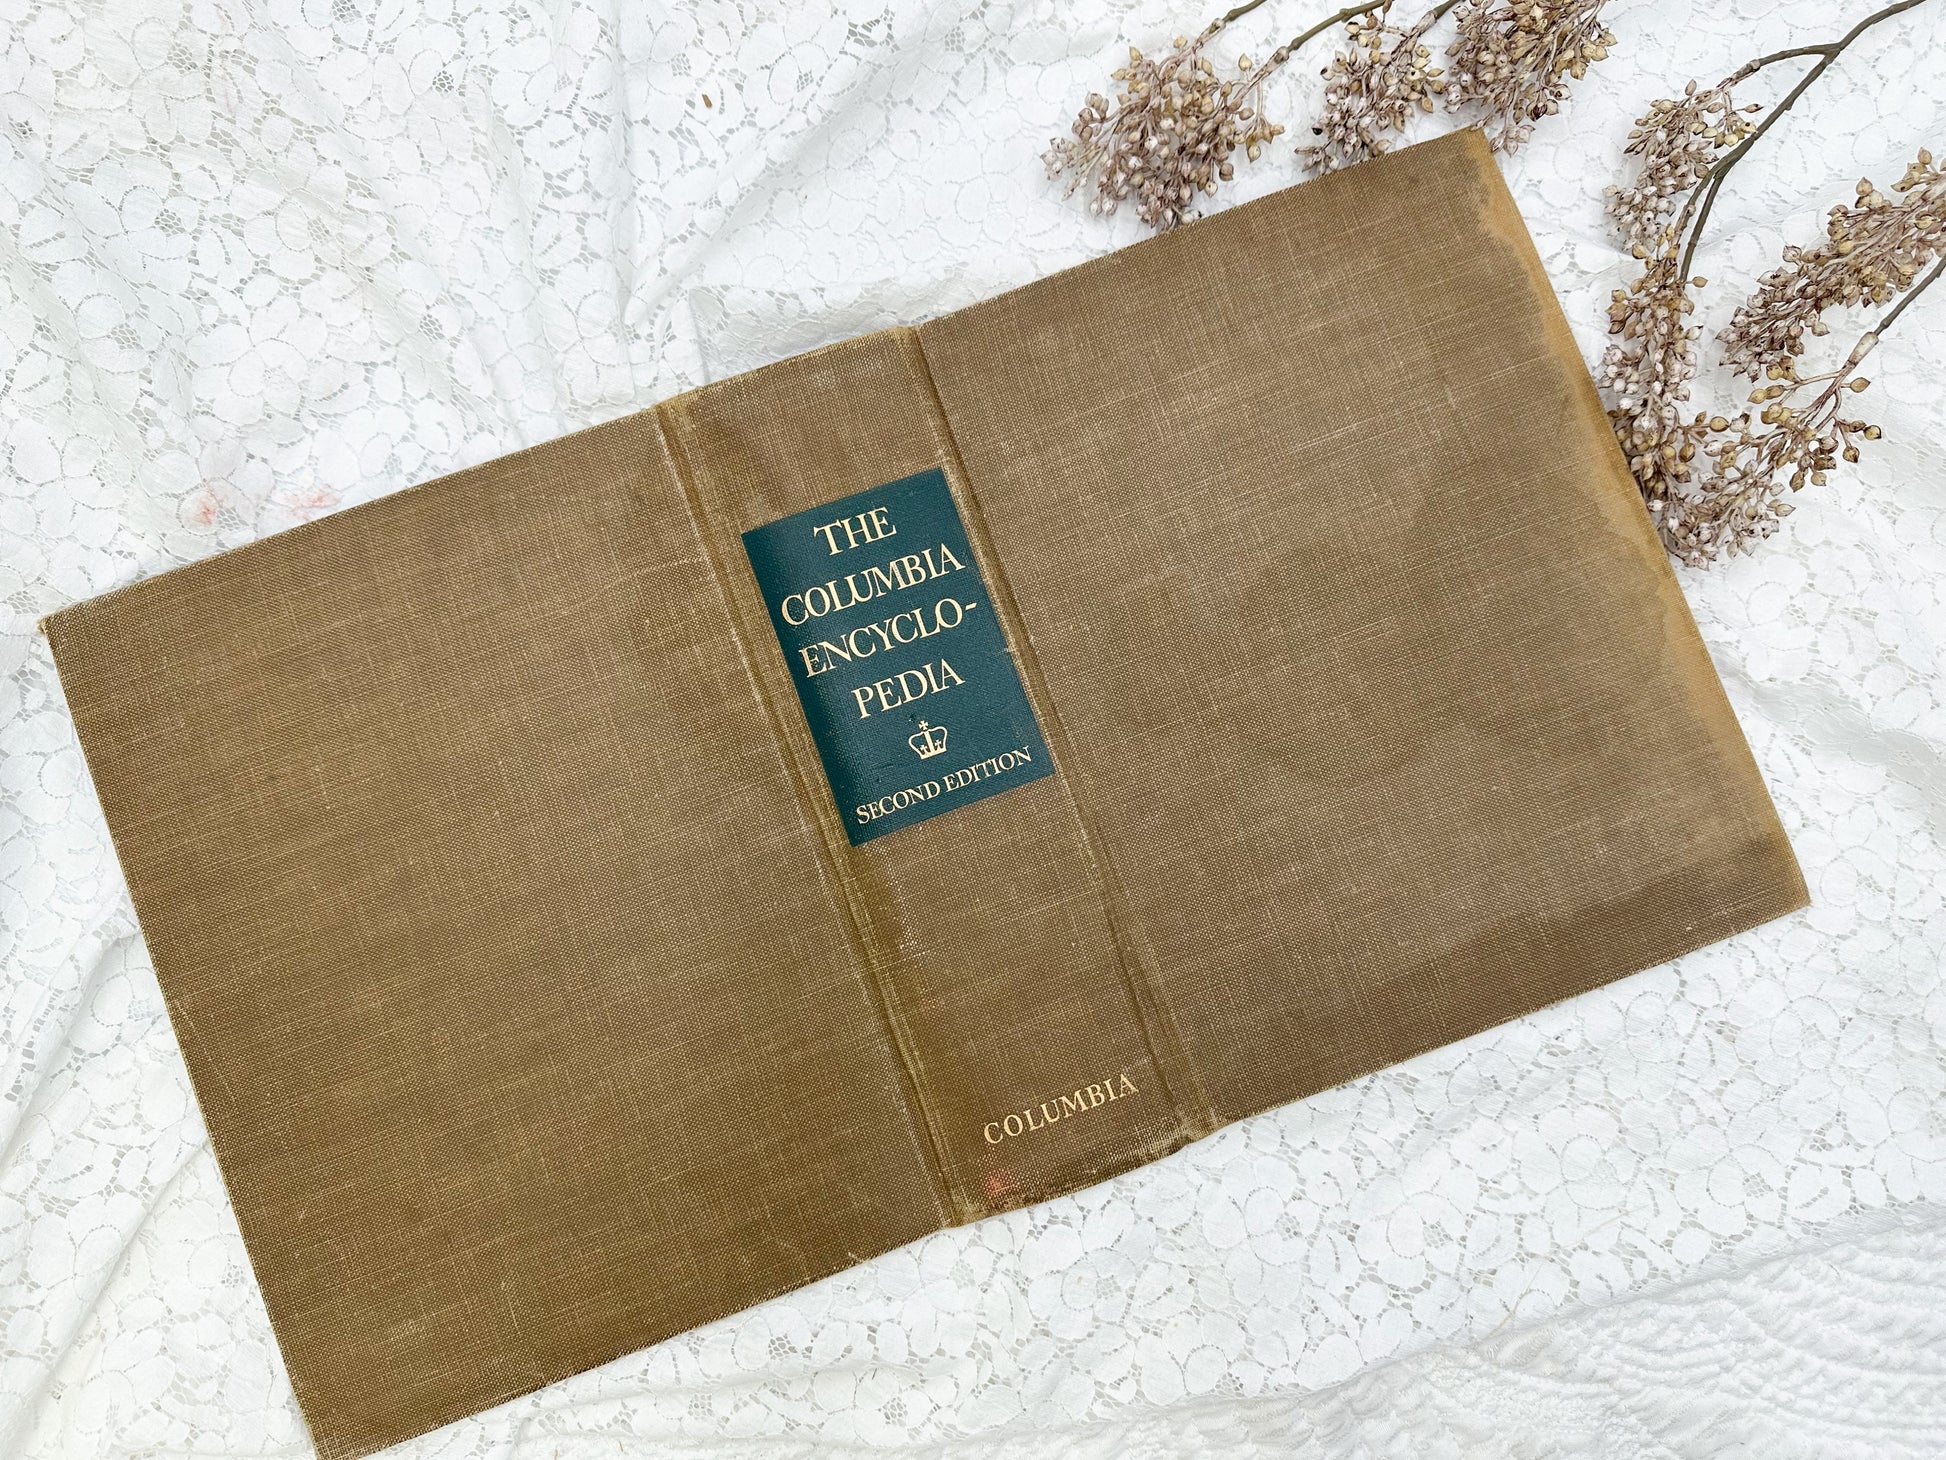 THE
COLUMBIA
ENCYCLO-
PEDIA
SECOND EDITION
COLUMBIA